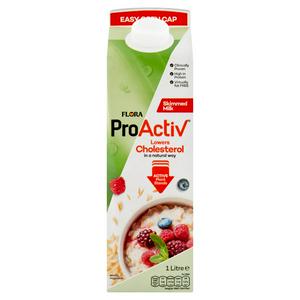 EASY OPEN CAP
Clinically
Proven
High in
Protein
Virtually
fat FREE
Skimmed
Milk
FLORA
ProActiv
Lowers
Cholesterol
in a natural way
ACTIVE
Plant
Sterols
1 Litre e